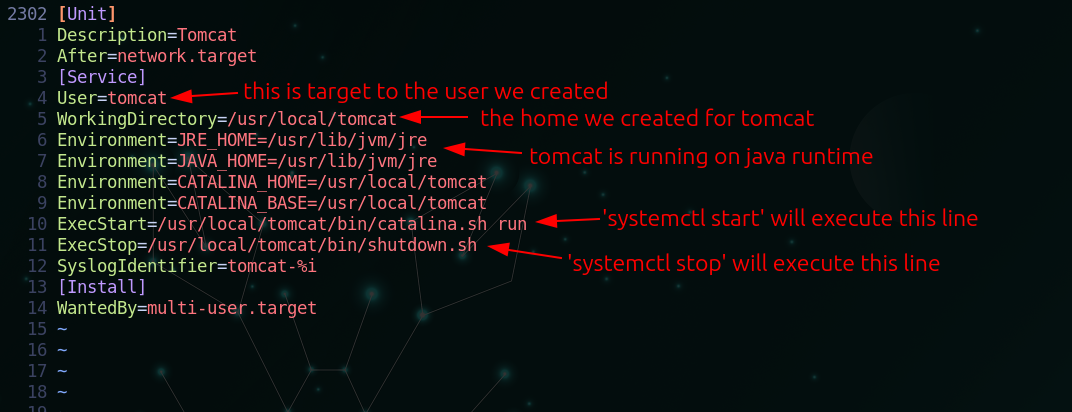 2302 [Unit]
1 Description=Tomcat
2 After=network.target
3 [Service]
4 User=tomcat this is target to the user we created
5 WorkingDirectory=/usr/local/tomcat the home we created for tomcat
6 Environment=JRE_HOME=/usr/lib/jvm/jre
7 Environment=JAVA_HOME=/usr/lib/jvm/jre tomcat is running on java runtime
8 Environment=CATALINA_HOME=/usr/local/tomcat
9 Environment=CATALINA_BASE=/usr/local/tomcat
10 ExecStart=/usr/local/tomcat/bin/catalina.sh run 'systemctl start' will execute this line
11 ExecStop=/usr/local/tomcat/bin/shutdown.sh
12 SyslogIdentifier=tomcat-%i 'systemctl stop' will execute this line
13 [Install]
14 WantedBy=multi-user.target
15 ~
16 ~
17 ~
18 ~
19